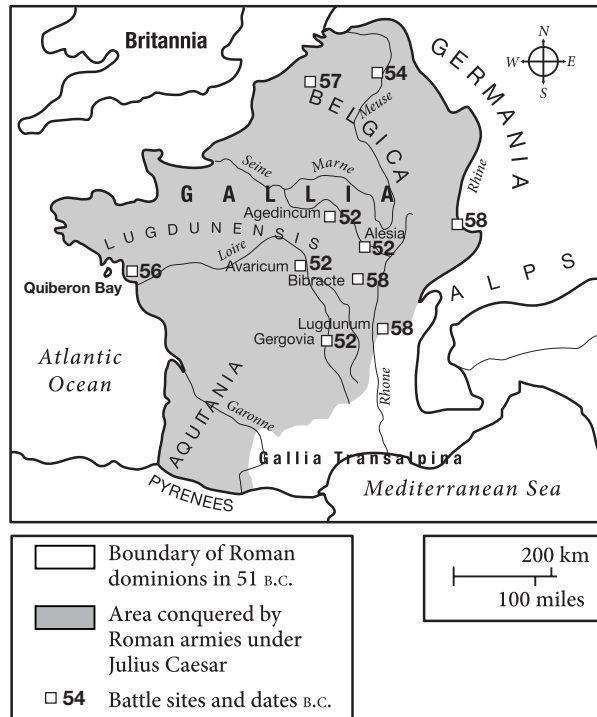 Britannia
GERMANIA
N
W E
S
57
54
BELGICA
Meuse
Seine
Marne
Rhine
GALLIA
Agedincum 52
58
LUGDUNENSIS
Alesia
52
Loire
Avaricum 52
56
Bibracte 58
Quiberon Bay
ALPS
Lugdunum 58
Gergovia 52
Atlantic
Ocean
Rhone
AQUITANIA
Garonne
Gallia Transalpina
PYRENEES
Mediterranean Sea
Boundary of Roman
dominions in 51 B.C.
Area conquered by
Roman armies under
Julius Caesar
54 Battle sites and dates B.C.
200 km
100 miles